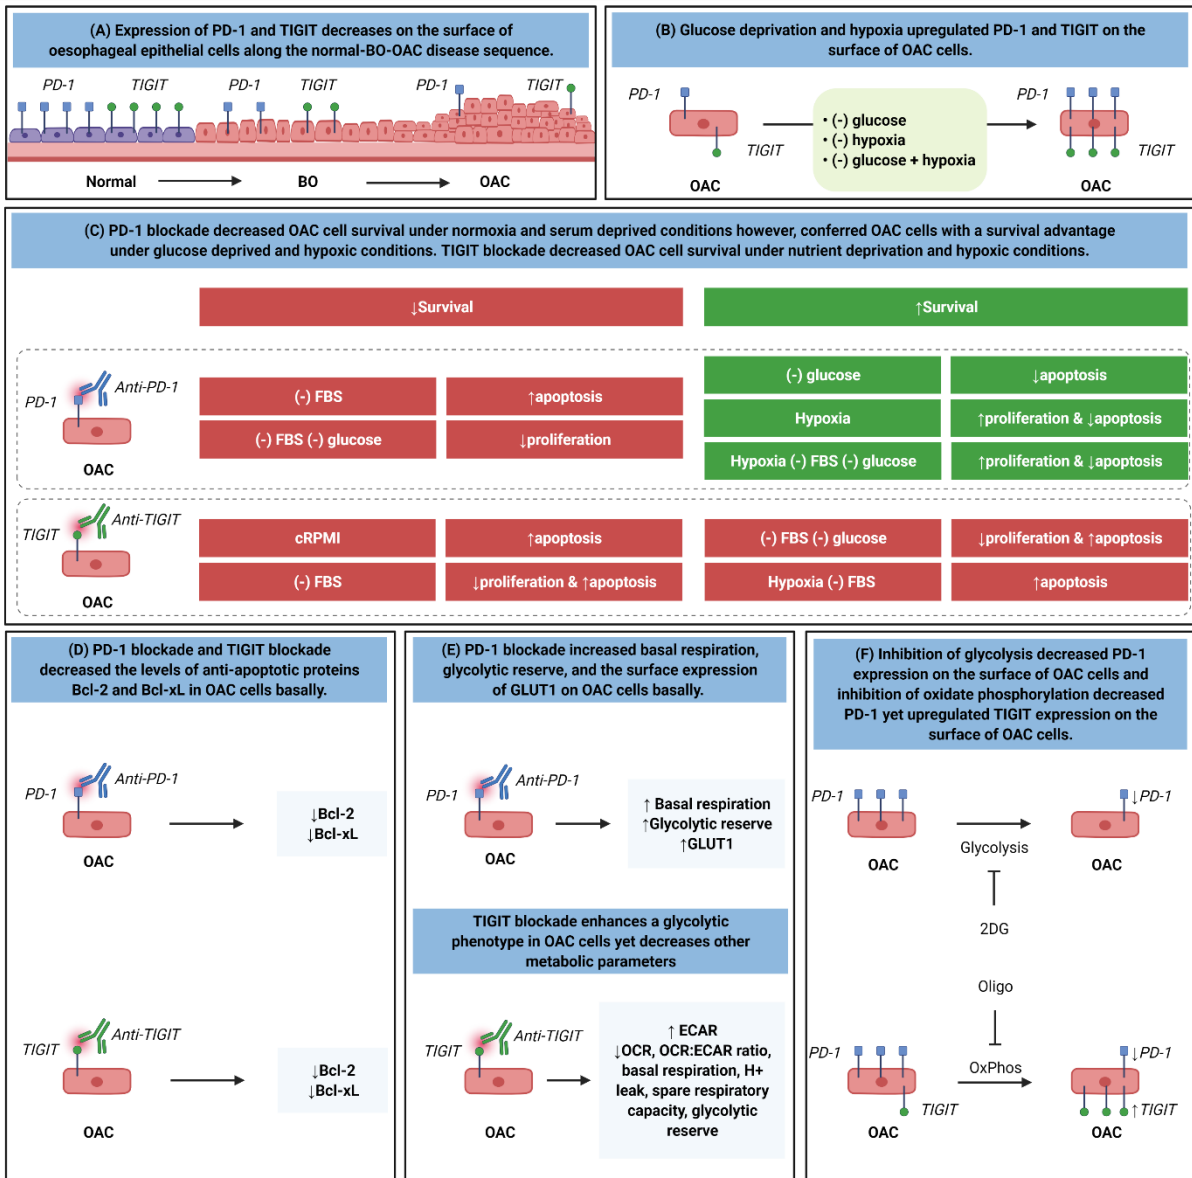 (A) Expression of PD-1 and TIGIT decreases on the surface of
oesophageal epithelial cells along the normal-BO-OAC disease sequence.
PD-1 TIGIT PD-1 TIGIT PD-1 TIGIT
Normal BO OAC
(B) Glucose deprivation and hypoxia upregulated PD-1 and TIGIT on the
surface of OAC cells.
PD-1
TIGIT
OAC
• (-) glucose
• (-) hypoxia
• (-) glucose + hypoxia
PD-1
TIGIT
OAC
(C) PD-1 blockade decreased OAC cell survival under normoxia and serum deprived conditions however, conferred OAC cells with a survival advantage
under glucose deprived and hypoxic conditions. TIGIT blockade decreased OAC cell survival under nutrient deprivation and hypoxic conditions.
↓Survival ↑Survival
PD-1 Anti-PD-1
OAC
(-) FBS ↑apoptosis
(-) FBS (-) glucose ↓proliferation
(-) glucose ↓apoptosis
Hypoxia ↑proliferation & ↓apoptosis
Hypoxia (-) FBS (-) glucose ↑proliferation & ↓apoptosis
TIGIT Anti-TIGIT
OAC
cRPMI ↑apoptosis
(-) FBS ↓proliferation & ↑apoptosis
(-) FBS (-) glucose ↓proliferation & ↑apoptosis
Hypoxia (-) FBS ↑apoptosis
(D) PD-1 blockade and TIGIT blockade
decreased the levels of anti-apoptotic proteins
Bcl-2 and Bcl-xL in OAC cells basally.
PD-1 Anti-PD-1
OAC
↓Bcl-2
↓Bcl-xL
TIGIT Anti-TIGIT
OAC
↓Bcl-2
↓Bcl-xL
(E) PD-1 blockade increased basal respiration,
glycolytic reserve, and the surface expression
of GLUT1 on OAC cells basally.
PD-1 Anti-PD-1
OAC
↑ Basal respiration
↑Glycolytic reserve
↑GLUT1
TIGIT blockade enhances a glycolytic
phenotype in OAC cells yet decreases other
metabolic parameters
TIGIT Anti-TIGIT
OAC
↑ ECAR
↓OCR, OCR:ECAR ratio,
basal respiration, H+
leak, spare respiratory
capacity, glycolytic
reserve
(F) Inhibition of glycolysis decreased PD-1
expression on the surface of OAC cells and
inhibition of oxidate phosphorylation decreased
PD-1 yet upregulated TIGIT expression on the
surface of OAC cells.
PD-1
OAC
Glycolysis
2DG
↓PD-1
OAC
Oligo
PD-1
TIGIT
OAC
OxPhos
↓PD-1
↑TIGIT
OAC